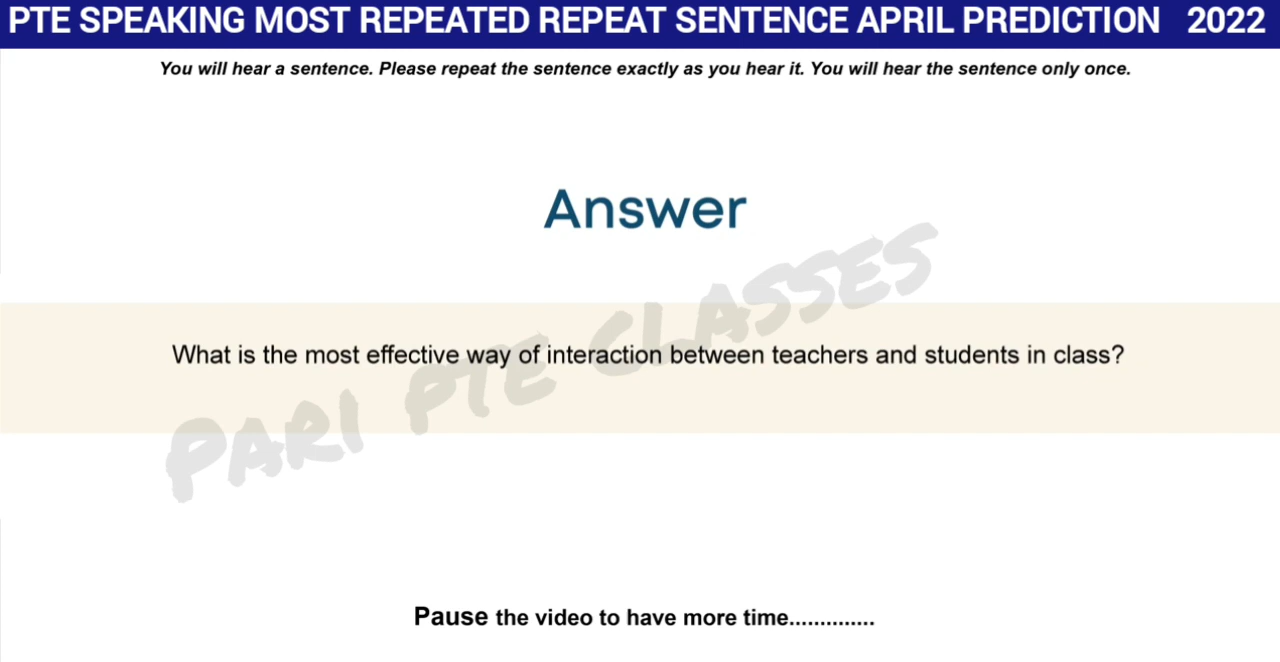 PTE SPEAKING MOST REPEATED REPEAT SENTENCE APRIL PREDICTION 2022
You will hear a sentence. Please repeat the sentence exactly as you hear it. You will hear the sentence only once.
Answer
What is the most effective way of interaction between teachers and students in class?
PARI PTE CLASSES
Pause the video to have more time..............